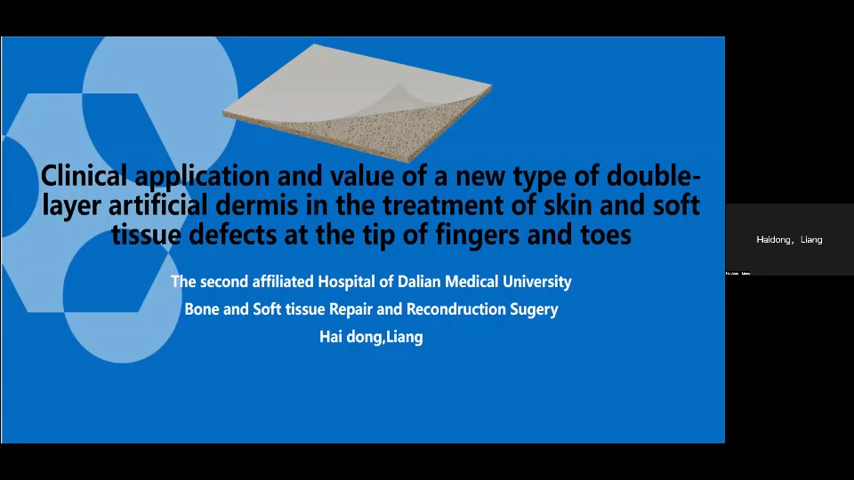 Clinical application and value of a new type of double-
layer artificial dermis in the treatment of skin and soft
tissue defects at the tip of fingers and toes
The second affiliated Hospital of Dalian Medical University
Bone and Soft tissue Repair and Recondruction Sugery
Hai dong,Liang
Haidong, Liang